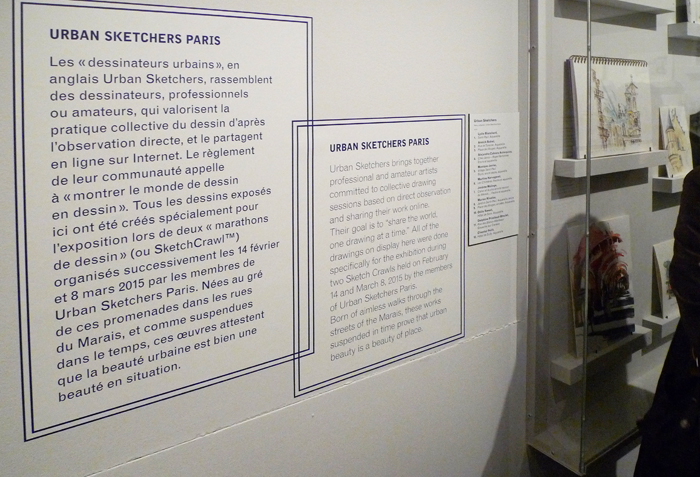 URBAN SKETCHERS PARIS
Les « dessinateurs urbains », en
anglais Urban Sketchers, rassemblent
des dessinateurs, professionnels
ou amateurs, qui valorisent la
pratique collective du dessin d'après
l'observation directe, et le partagent
en ligne sur Internet. Le règlement
de leur communauté appelle
à « montrer le monde de dessin
en dessin ». Tous les dessins exposés
ici ont été créés spécialement pour
l'exposition lors de deux « marathons
de dessin » (ou SketchCrawl™)
organisés successivement les 14 février
et 8 mars 2015 par les membres de
Urban Sketchers Paris. Nées au gré
de ces promenades dans les rues
du Marais, et comme suspendues
dans le temps, ces œuvres attestent
que la beauté urbaine est bien une
beauté en situation.
URBAN SKETCHERS PARIS
Urban Sketchers brings together
professional and amateur artists
committed to collective drawing
sessions based on direct observation
and sharing their work online.
Their goal is to "share the world,
one drawing at a time." All of the
drawings on display here were done
specifically for the exhibition during
two Sketch Crawls held on February
14 and March 8, 2015 by the members
of Urban Sketchers Paris.
Born of aimless walks through the
streets of the Marais, these works
suspended in time prove that urban
beauty is a beauty of place.